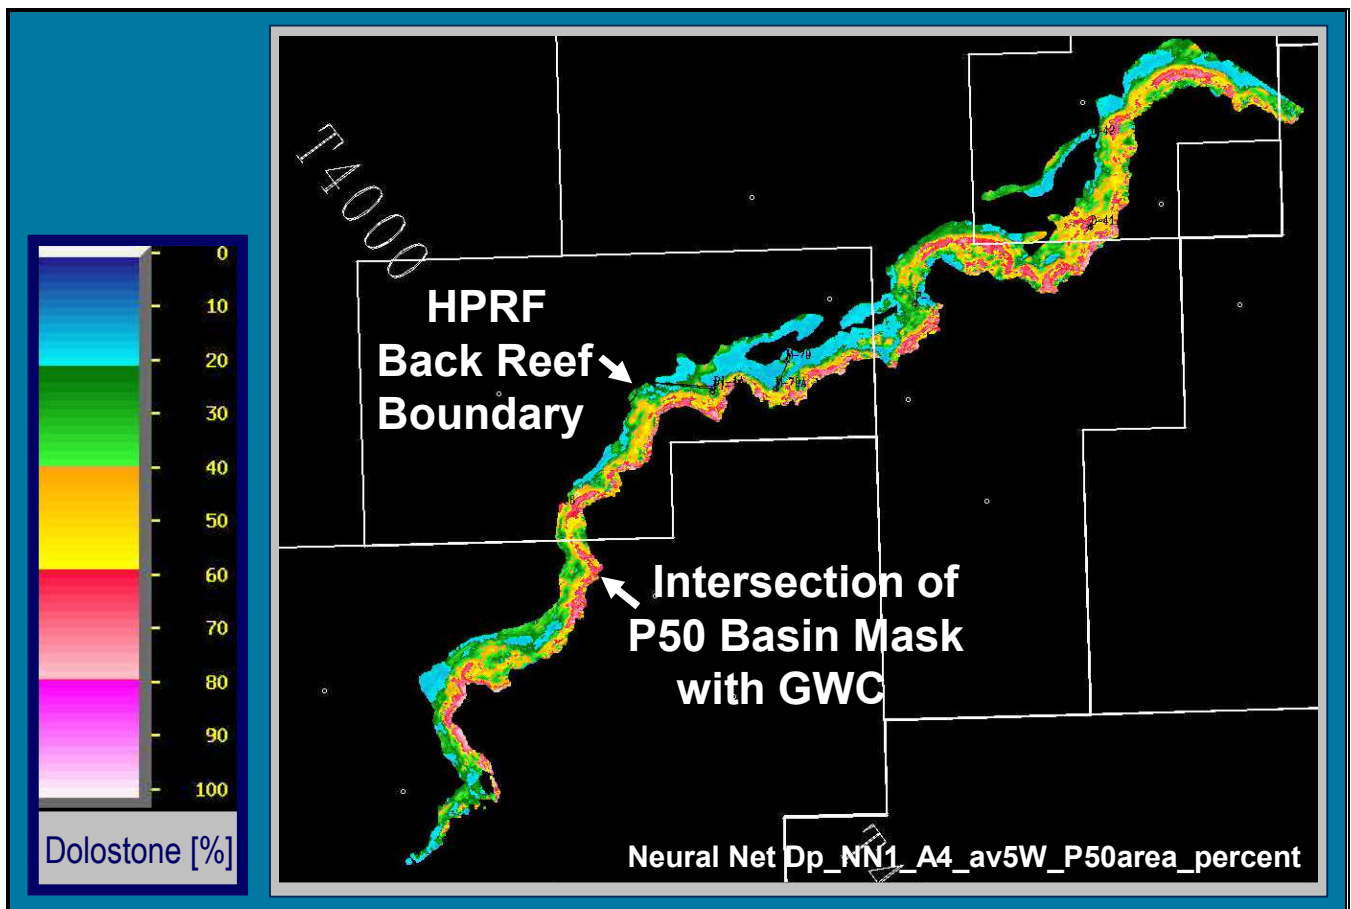 T4000
HPRF
Back Reef
Boundary
Intersection of
P50 Basin Mask
with GWC
Neural Net Dp_NN1_A4_av5W_P50area_percent
0
10
20
30
40
50
60
70
80
90
100
Dolostone [%]